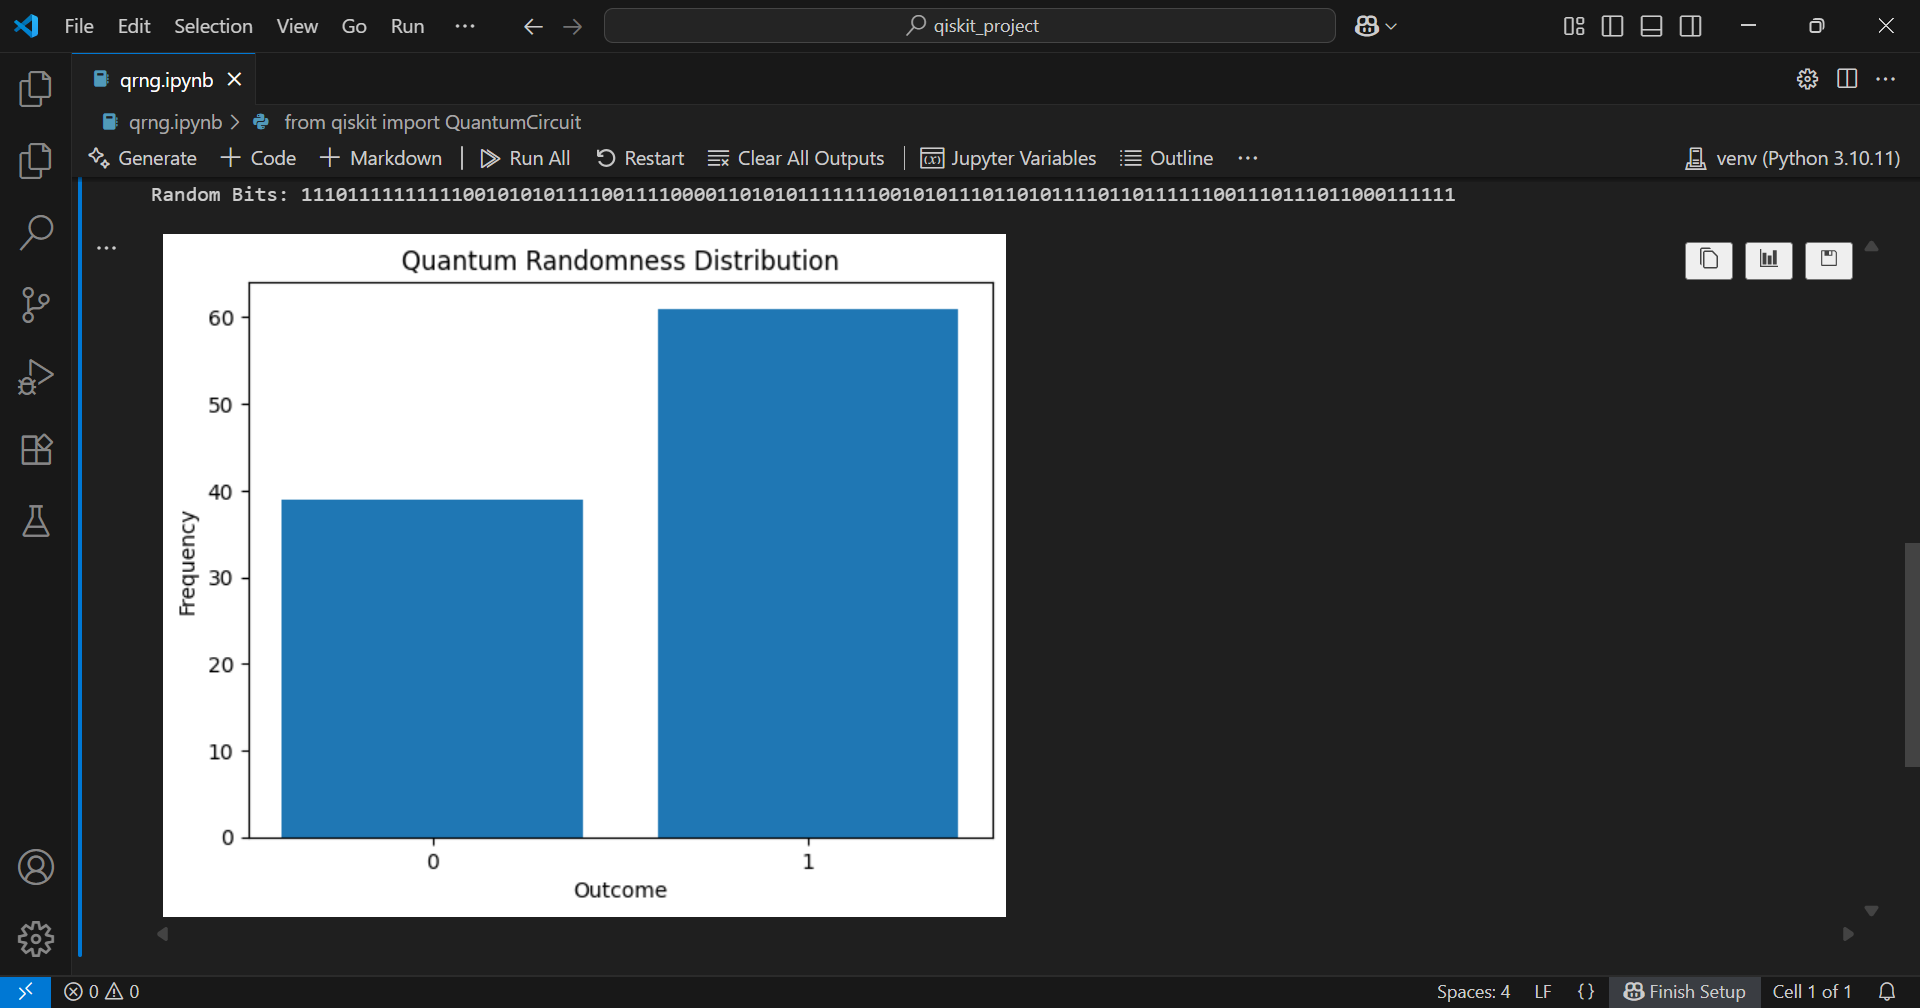 File Edit Selection View Go Run ··· qiskit_project
qrng.ipynb
qrng.ipynb > from qiskit import QuantumCircuit
Generate + Code + Markdown | Run All Restart Clear All Outputs | Jupyter Variables Outline ··· venv (Python 3.10.11)
Random Bits: 1110111111111100101010111100111100001101010111111100101011101101011110110111111001110111011000111111
Quantum Randomness Distribution
60
50
40
30
20
10
0
Frequency
0 1
Outcome
0 0 Spaces: 4 LF {} Finish Setup Cell 1 of 1